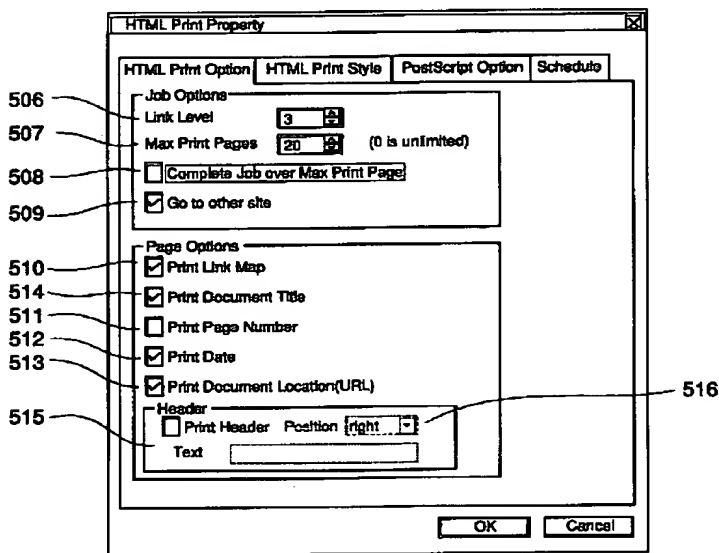 HTML Print Property
HTML Print Option HTML Print Style PostScript Option Schedule
Job Options
506 Link Level 3
507 Max Print Pages 20 (0 is unlimited)
508 Complete Job over Max Print Page
509 Go to other site
Page Options
510 Print Link Map
514 Print Document Title
511 Print Page Number
512 Print Date
513 Print Document Location(URL)
Header
515 Print Header Position right 516
Text
OK Cancel